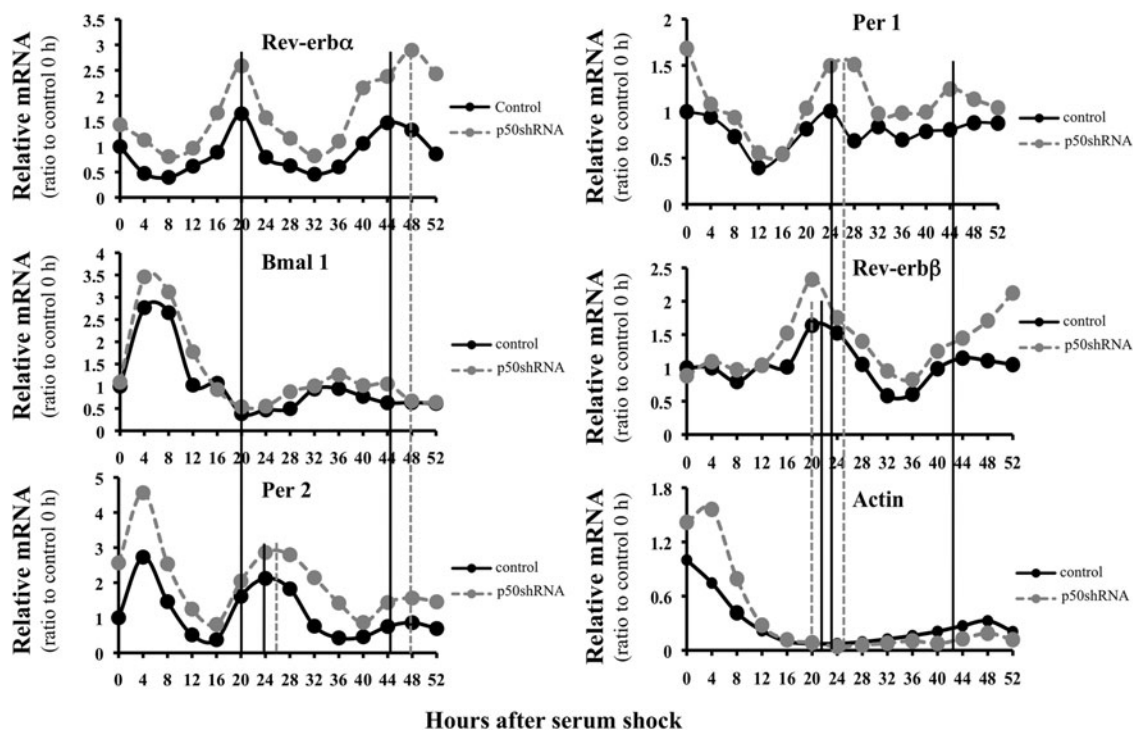 Rev-erbα
Relative mRNA
(ratio to control 0 h)
3.5
3
2.5
2
1.5
1
0.5
0
0 4 8 12 16 20 24 28 32 36 40 44 48 52
Control
p50shRNA
Per 1
Relative mRNA
(ratio to control 0 h)
2
1.5
1
0.5
0
0 4 8 12 16 20 24 28 32 36 40 44 48 52
control
p50shRNA
Bmal 1
Relative mRNA
(ratio to control 0 h)
4
3.5
3
2.5
2
1.5
1
0.5
0
0 4 8 12 16 20 24 28 32 36 40 44 48 52
control
p50shRNA
Rev-erbβ
Relative mRNA
(ratio to control 0 h)
2.5
2
1.5
1
0.5
0
0 4 8 12 16 20 24 28 32 36 40 44 48 52
control
p50shRNA
Per 2
Relative mRNA
(ratio to control 0 h)
5
4
3
2
1
0
0 4 8 12 16 20 24 28 32 36 40 44 48 52
control
p50shRNA
Actin
Relative mRNA
(ratio to control 0 h)
1.8
1.2
0.6
0
0 4 8 12 16 20 24 28 32 36 40 44 48 52
control
p50shRNA
Hours after serum shock